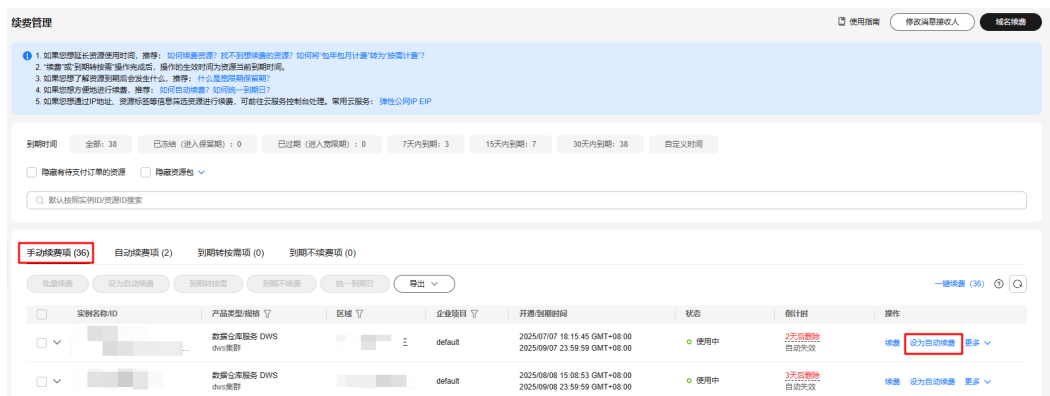 续费管理
使用指南 修改消息接收人 域名续费
1. 如果您想延长资源使用时间，推荐： 如何续费资源？找不到想续费的资源？如何将“包年包月计费”转为“按需计费”？
2. “续费”或“到期转按需”操作完成后，操作的生效时间为资源当前到期时间。
3. 如果您想了解资源到期后会发生什么，推荐： 什么是宽限期保留期？
4. 如果您想方便地进行续费，推荐： 如何自动续费？如何统一到期日？
5. 如果您想通过IP地址、资源标签等信息筛选资源进行续费，可前往云服务控制台处理。常用云服务： 弹性公网IP EIP
到期时间 全部：38 已冻结（进入保留期）：0 已过期（进入宽限期）：0 7天内到期：3 15天内到期：7 30天内到期：38 自定义时间
隐藏有待支付订单的资源 隐藏资源包
默认按照实例ID/资源ID搜索
手动续费项 (36) 自动续费项 (2) 到期转按需项 (0) 到期不续费项 (0)
批量续费 设为自动续费 到期转按需 到期不续费 统一到期日 导出 一键续费（36）
实例名称/ID 产品类型/规格 区域 企业项目 开通/到期时间 状态 倒计时 操作
数据仓库服务 DWS 2025/07/07 18:15:45 GMT+08:00 2天后删除
default 使用中 续费 设为自动续费 更多
... dws集群 2025/09/07 23:59:59 GMT+08:00 自动失效
数据仓库服务 DWS 2025/08/08 15:08:53 GMT+08:00 3天后删除
default 使用中 续费 设为自动续费 更多
dws集群 2025/09/08 23:59:59 GMT+08:00 自动失效